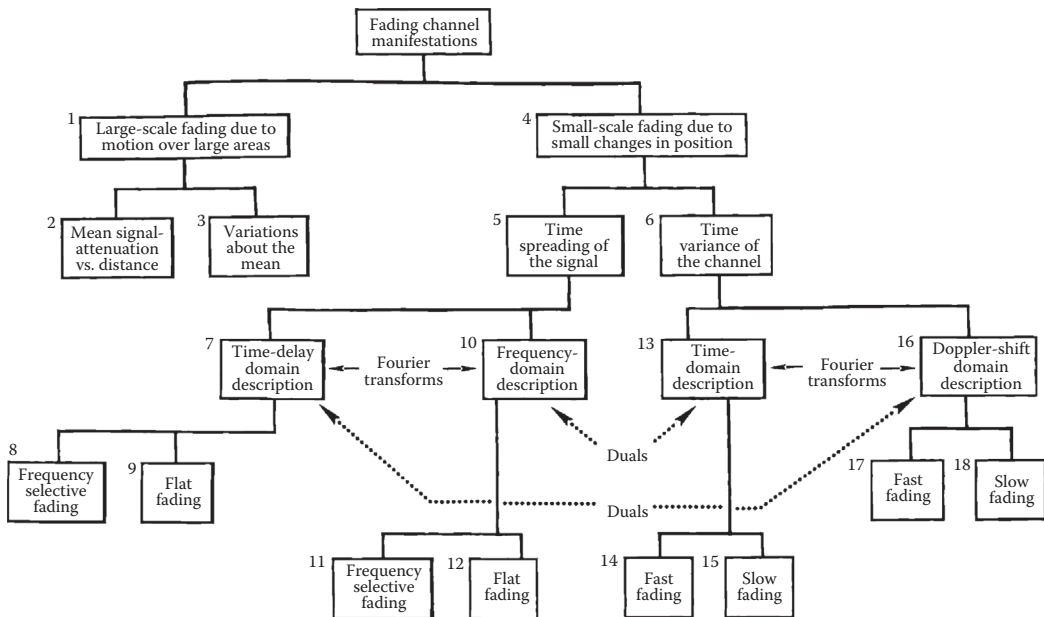 Fading channel
manifestations
1
Large-scale fading due to
motion over large areas
4
Small-scale fading due to
small changes in position
2
Mean signal-
attenuation
vs. distance
3
Variations
about the
mean
5
Time
spreading of
the signal
6
Time
variance of
the channel
7
Time-delay
domain
description
Fourier
transforms
10
Frequency-
domain
description
13
Time-
domain
description
Fourier
transforms
16
Doppler-shift
domain
description
Duals
Duals
8
Frequency
selective
fading
9
Flat
fading
17
Fast
fading
18
Slow
fading
11
Frequency
selective
fading
12
Flat
fading
14
Fast
fading
15
Slow
fading